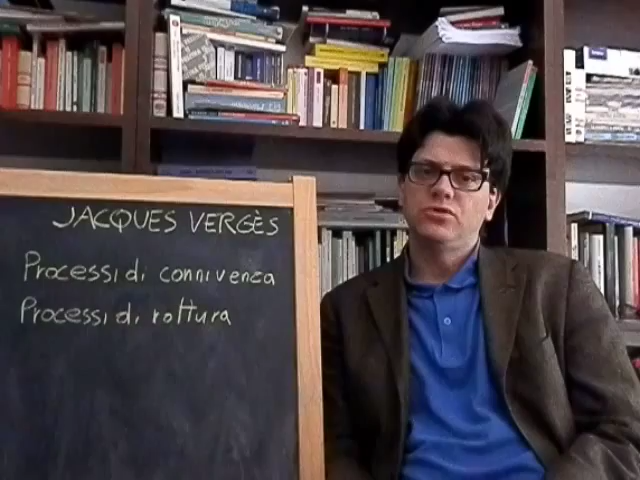 JACQUES VERGÈS
Processi di connivenza
Processi di rottura